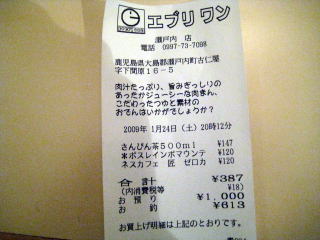 エブリワン
瀬戸内 店
電話 0997-73-7098
鹿児島県大島郡瀬戸内町古仁屋
字下間原16-5
肉汁たっぷり、旨みぎっしりの
あったかジューシーな肉まん。
こだわったつゆと素材の
おでんはいかがでしょうか?
2009年 1月24日(土)20時12分
さんぴん茶500ml ¥147
*ボスレインボマウンテ ¥120
ネスカフェ 匠 ゼロカ ¥120
合 計 ¥387
(内消費税等 ¥18)
お 預 り ¥1,000
お 釣 ¥613
お買上げ明細は上記のとおりです。